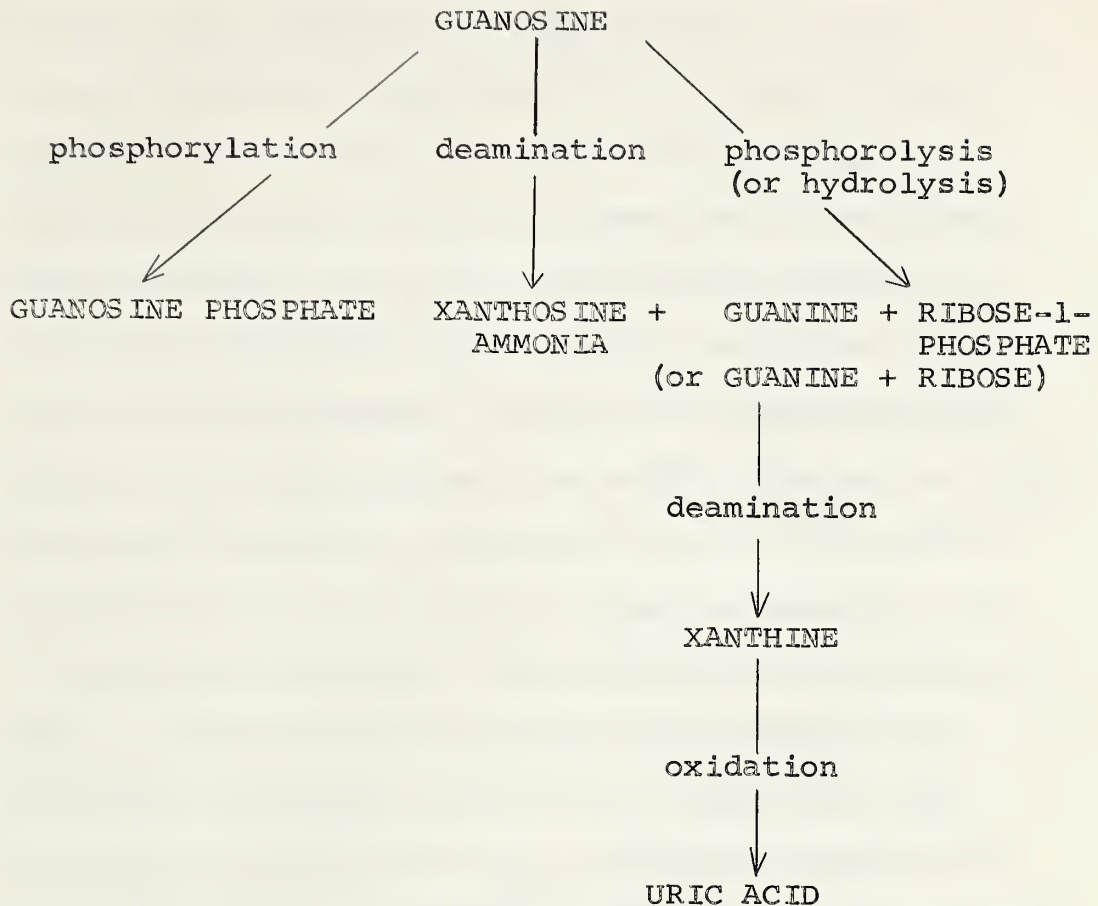 GUANOSINE
phosphorylation deamination phosphorolysis
(or hydrolysis)
GUANOSINE PHOSPHATE XANTHOSINE + GUANINE + RIBOSE-1-
AMMONIA PHOSPHATE
(or GUANINE + RIBOSE)
deamination
XANTHINE
oxidation
URIC ACID